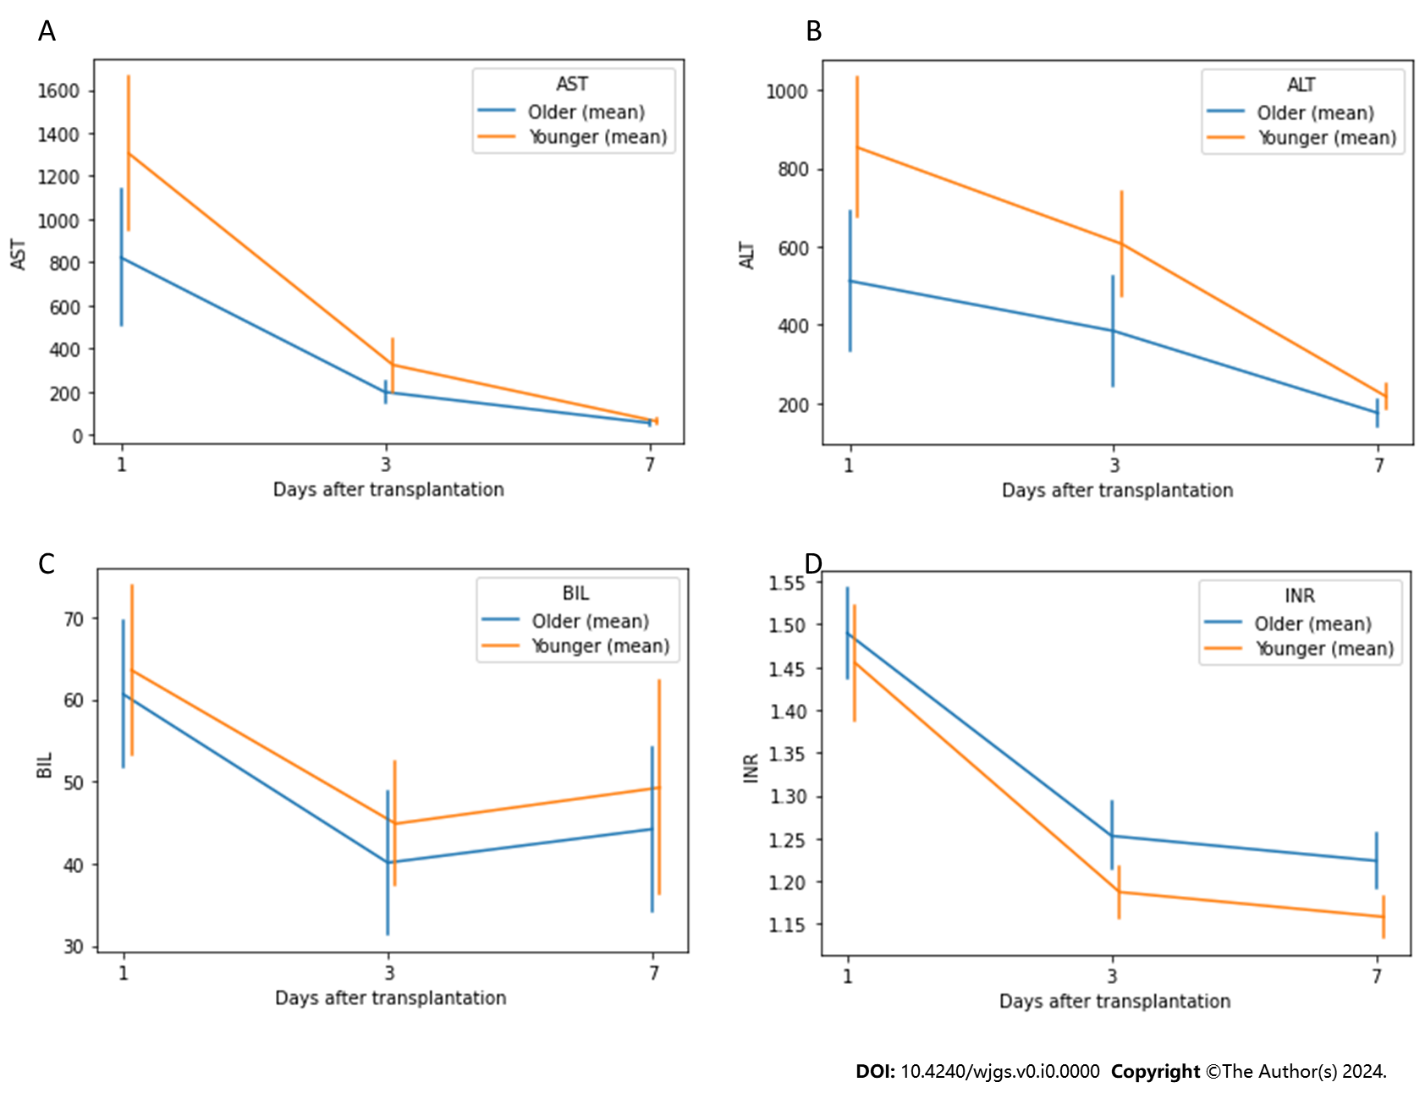 A
AST
Older (mean)
Younger (mean)
1600
1400
1200
1000
800
600
400
200
0
AST
1 3 7
Days after transplantation
B
ALT
Older (mean)
Younger (mean)
1000
800
600
400
200
ALT
1 3 7
Days after transplantation
C
BIL
Older (mean)
Younger (mean)
70
60
50
40
30
BIL
1 3 7
Days after transplantation
D
INR
Older (mean)
Younger (mean)
1.55
1.50
1.45
1.40
1.35
1.30
1.25
1.20
1.15
INR
1 3 7
Days after transplantation
DOI: 10.4240/wjgs.v0.i0.0000 Copyright ©The Author(s) 2024.